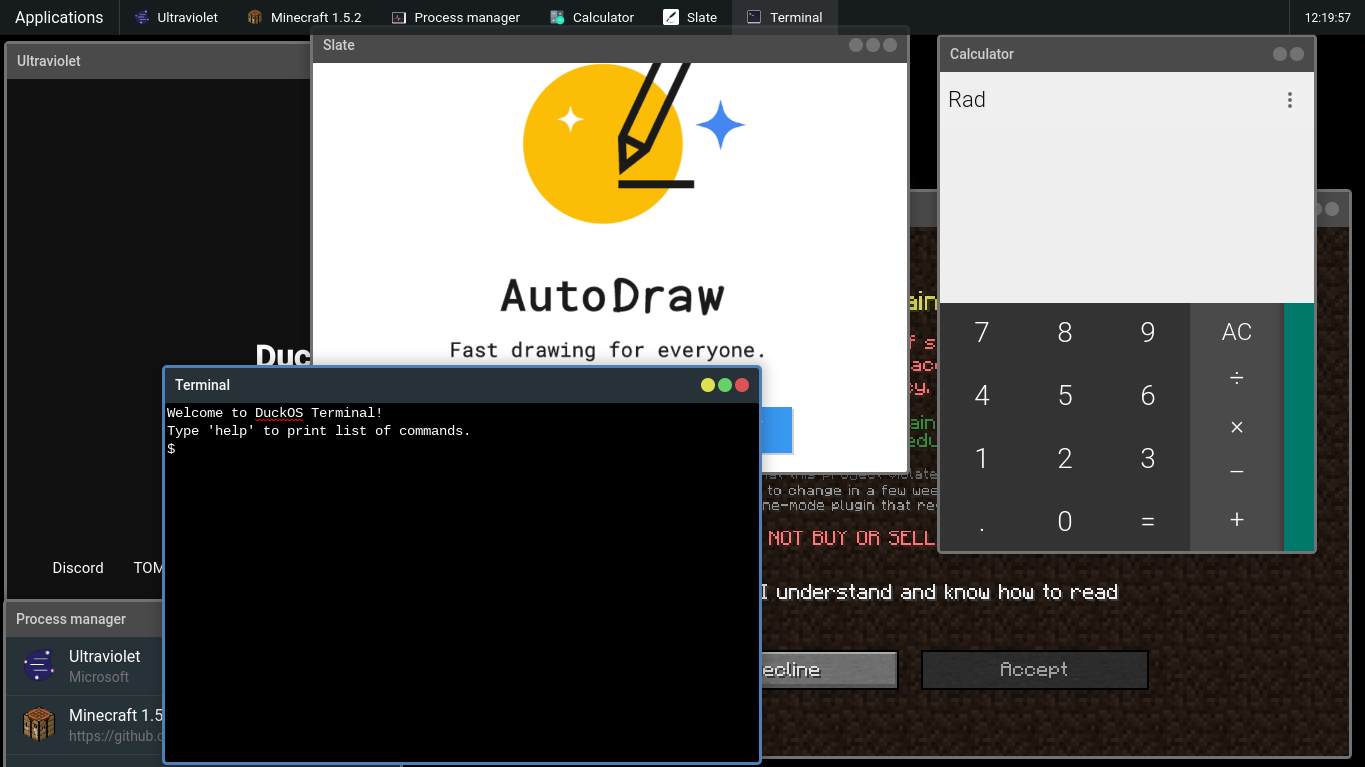 Applications
Ultraviolet
Minecraft 1.5.2
Process manager
Calculator
Slate
Terminal
12:19:57
Ultraviolet
Duc
Discord
TOM
Slate
AutoDraw
Fast drawing for everyone.
Calculator
Rad
7 8 9 AC
÷
4 5 6
×
1 2 3
−
. 0 = +
Terminal
Welcome to DuckOS Terminal!
Type 'help' to print list of commands.
$
Process manager
Ultraviolet
Microsoft
Minecraft 1.5
https://github.c
to change in a few wee
ne-mode plugin that re
NOT BUY OR SELL
I understand and know how to read
ecline
Accept